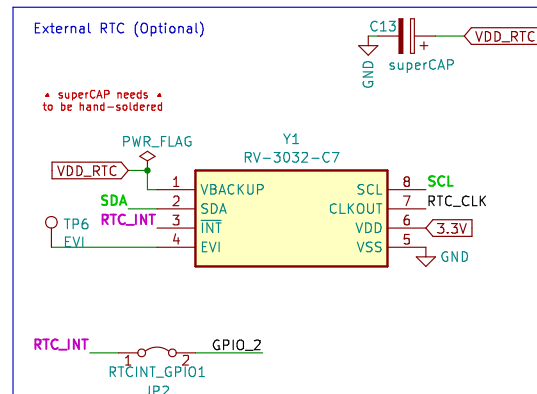 External RTC (Optional)
C13
VDD_RTC
+
superCAP
GND
▲ superCAP needs ▲
to be hand-soldered
PWR_FLAG
Y1
RV-3032-C7
VDD_RTC
1 VBACKUP
SCL 8 SCL
SDA 2 SDA
CLKOUT 7 RTC_CLK
TP6
RTC_INT 3 INT
VDD 6 3.3V
EVI 4 EVI
VSS 5 GND
RTC_INT 1 2 GPIO_2
RTCINT_GPIO1
JP2